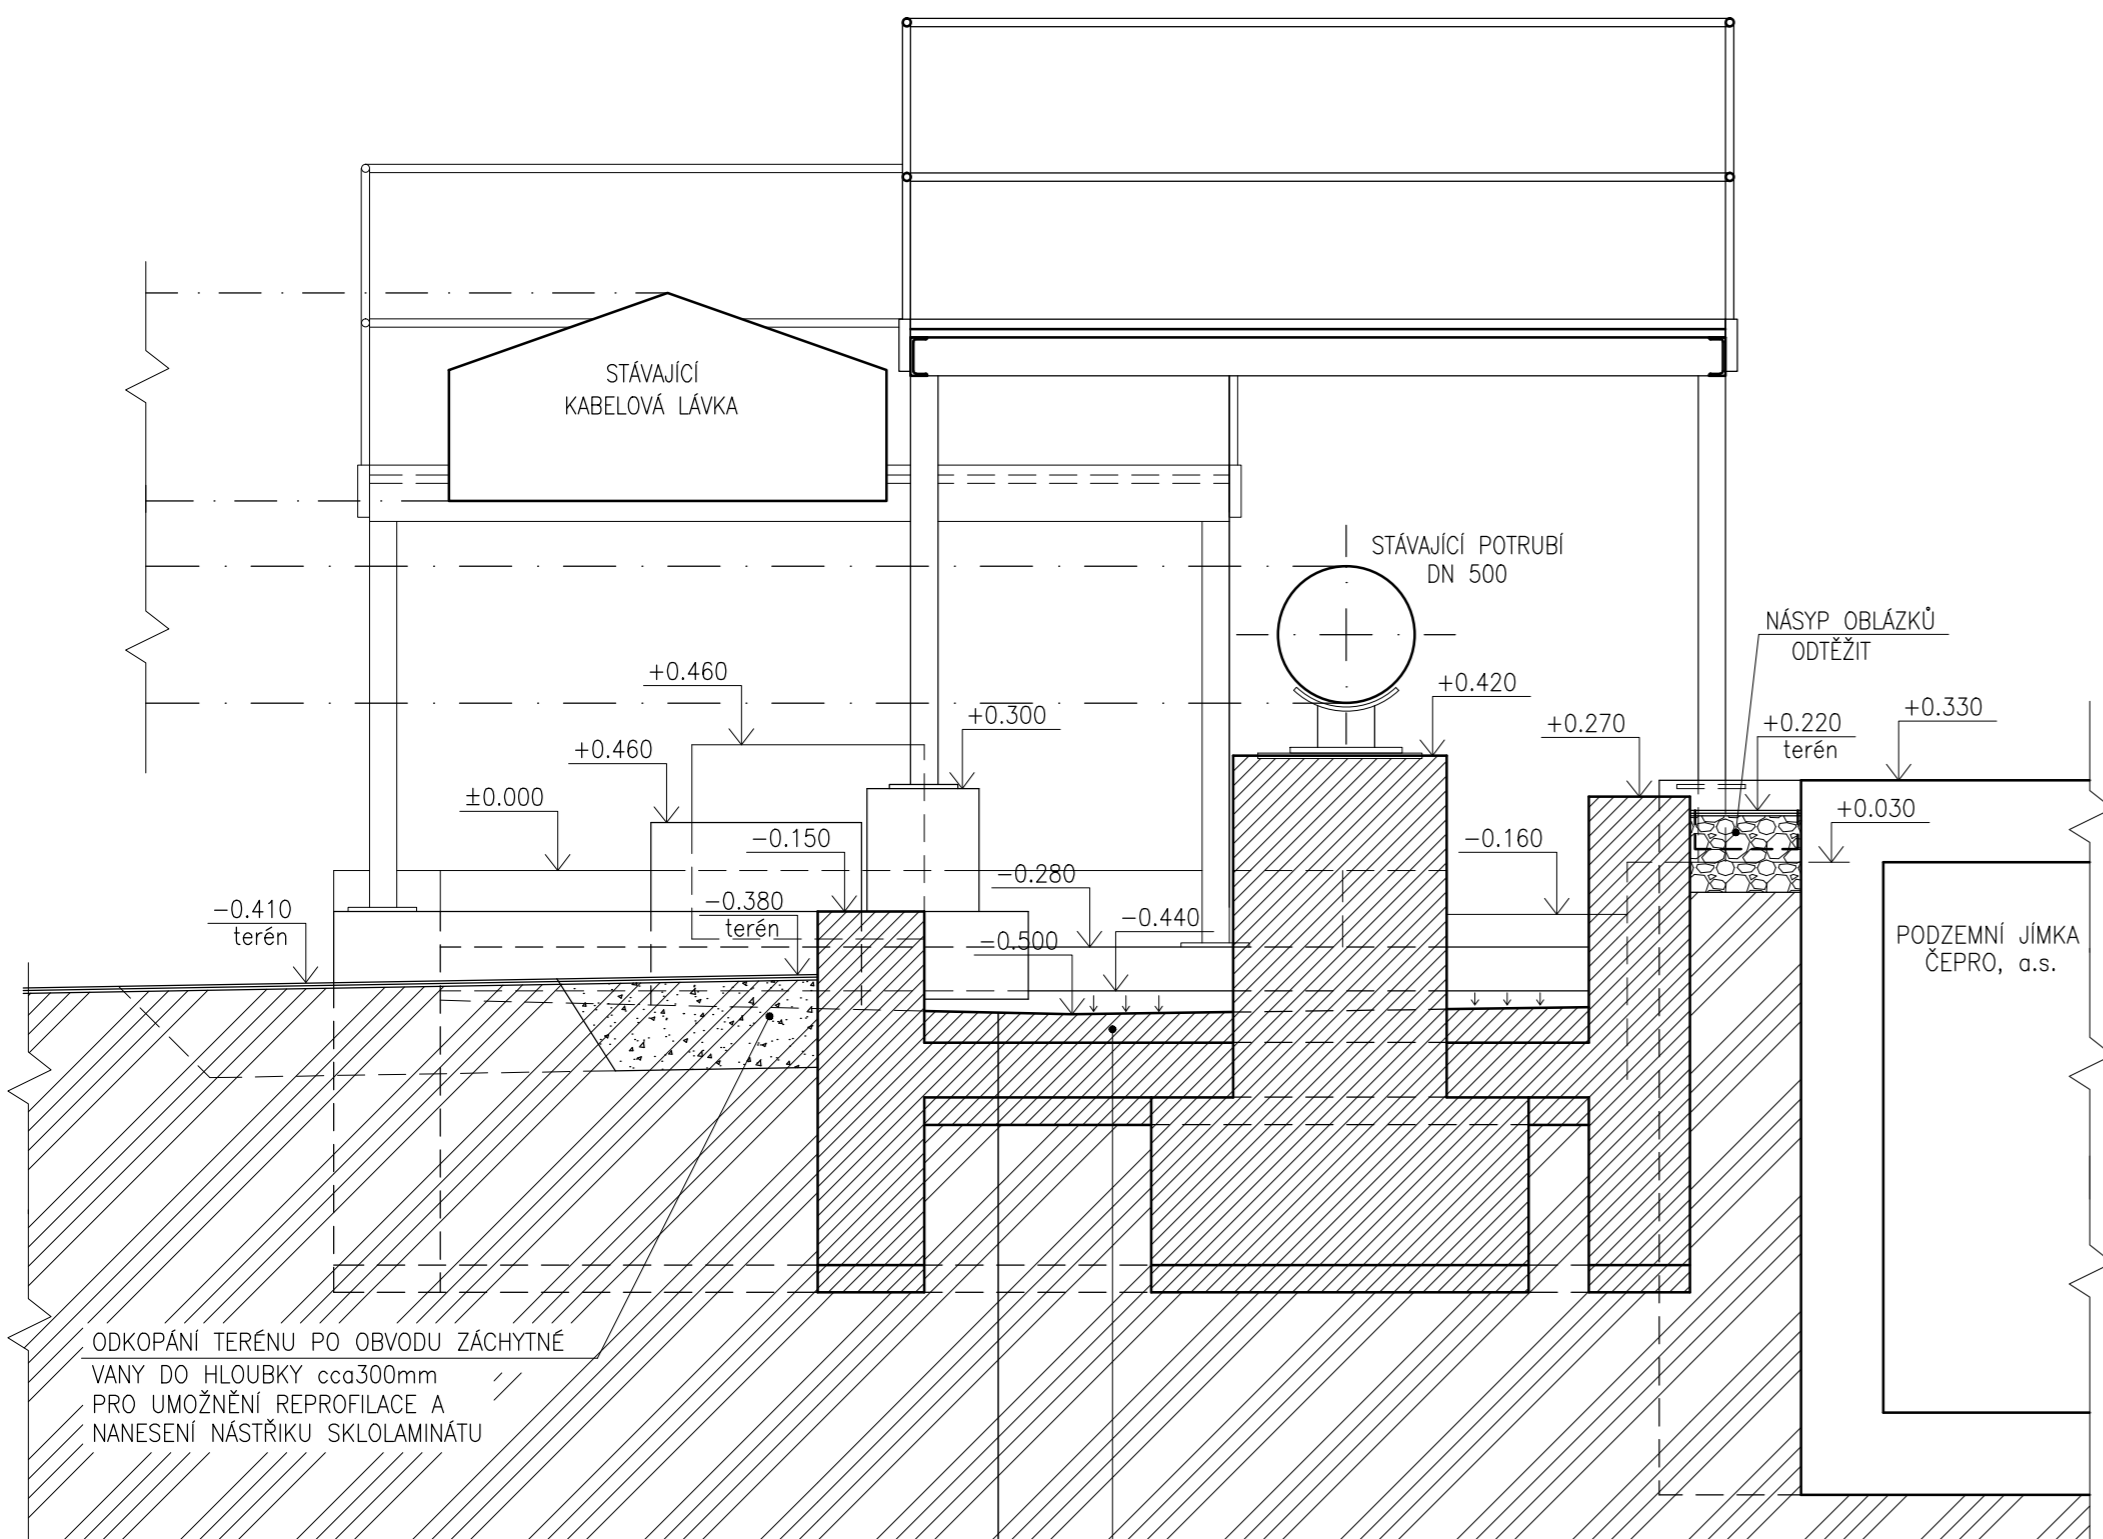 STÁVAJÍCÍ
KABELOVÁ LÁVKA
STÁVAJÍCÍ POTRUBÍ
DN 500
NÁSYP OBLÁZKŮ
ODTĚŽIT
+0.460
+0.420
+0.300
+0.330
+0.270
+0.220
terén
+0.460
±0.000
+0.030
-0.150
-0.160
-0.280
-0.380
terén
-0.410
terén
-0.440
-0.500
PODZEMNÍ JÍMKA
ČEPRO, a.s.
ODKOPÁNÍ TERÉNU PO OBVODU ZÁCHYTNÉ
VANY DO HLOUBKY cca300mm
PRO UMOŽNĚNÍ REPROFILACE A
NANESENÍ NÁSTŘIKU SKLOLAMINÁTU